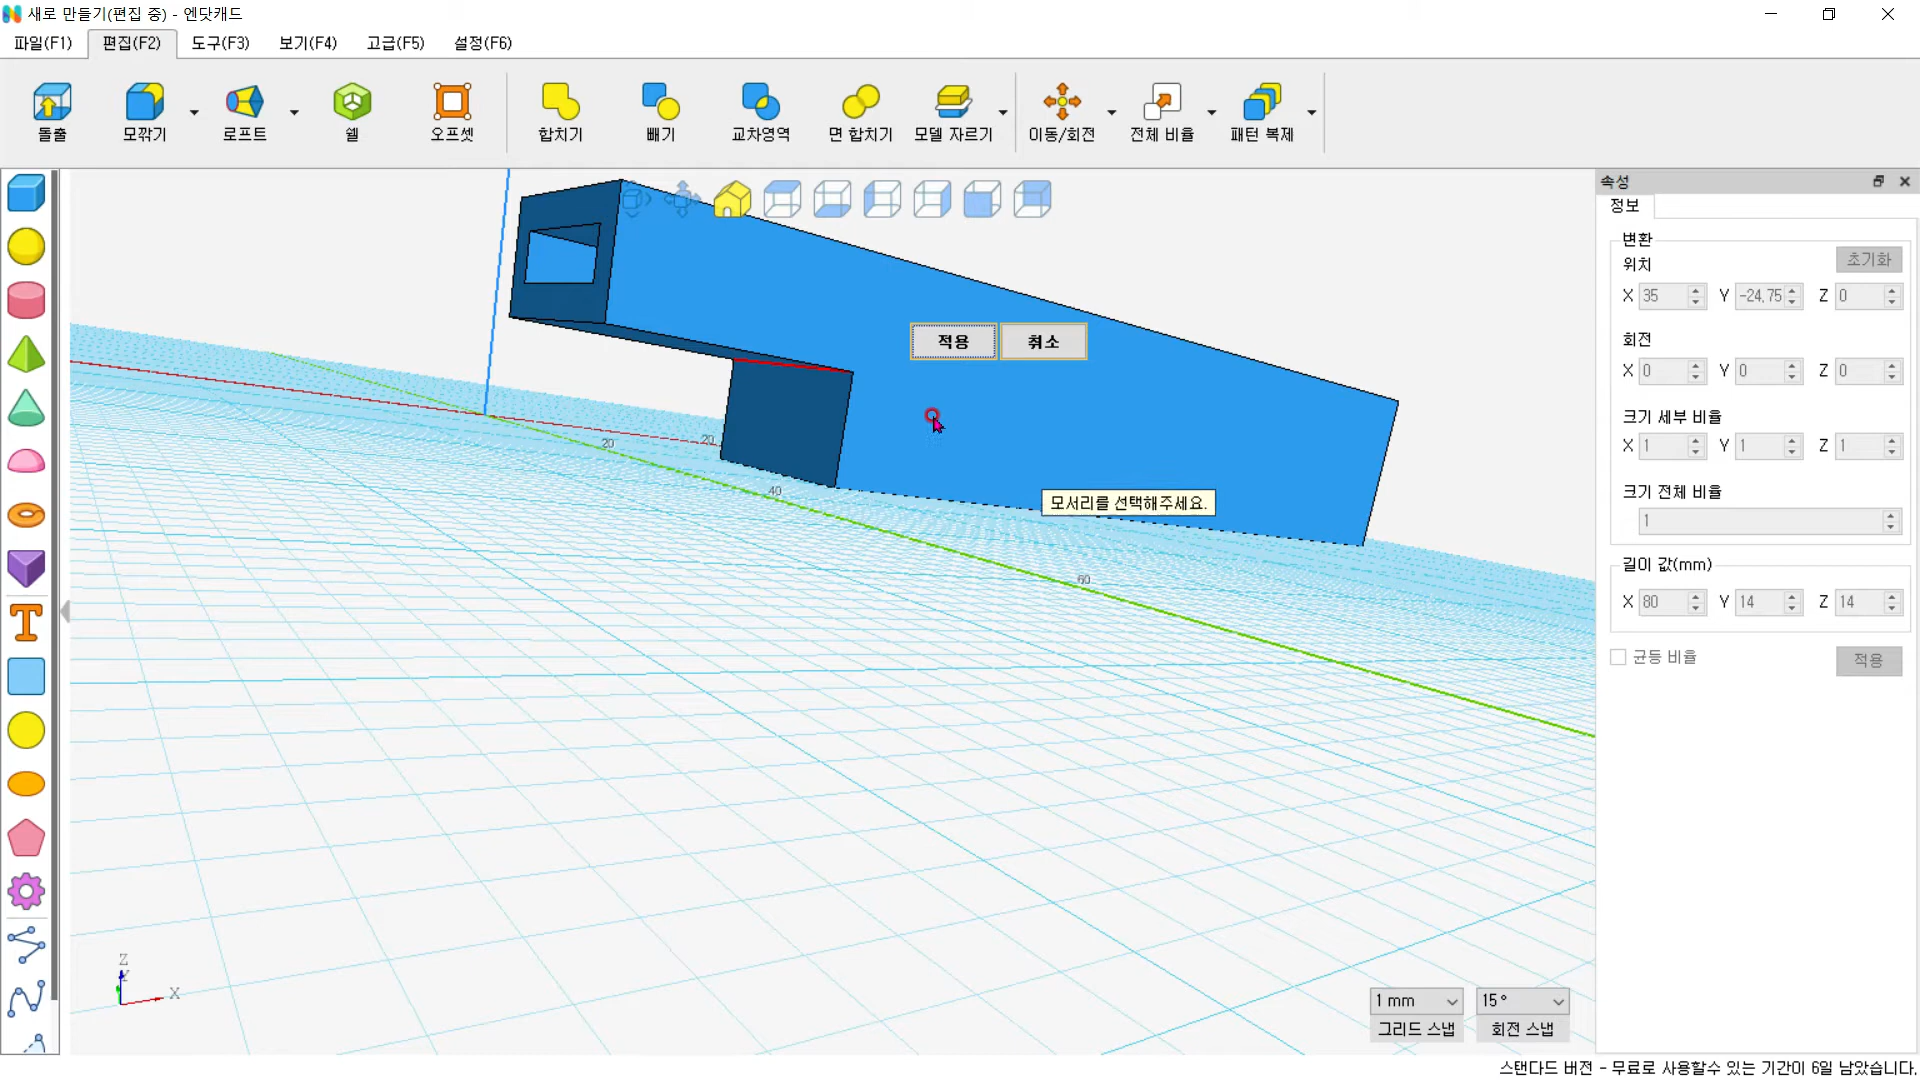 새로 만들기(편집 중) - 엔닷캐드
파일(F1) 편집(F2) 도구(F3) 보기(F4) 고급(F5) 설정(F6)
돌출 모깎기 로프트 쉘 오프셋 합치기 빼기 교차영역 면 합치기 모델 자르기 이동/회전 전체 비율 패턴 복제
속성
정보
변환
위치 초기화
X 35 Y -24,75 Z 0
회전
X 0 Y 0 Z 0
크기 세부 비율
X 1 Y 1 Z 1
크기 전체 비율
1
길이 값(mm)
X 80 Y 14 Z 14
균등 비율 적용
적용 취소
20 20
40
모서리를 선택해주세요.
60
Z
Y
X
1 mm 15°
그리드 스냅 회전 스냅
스탠다드 버전 - 무료로 사용할수 있는 기간이 6일 남았습니다.
T